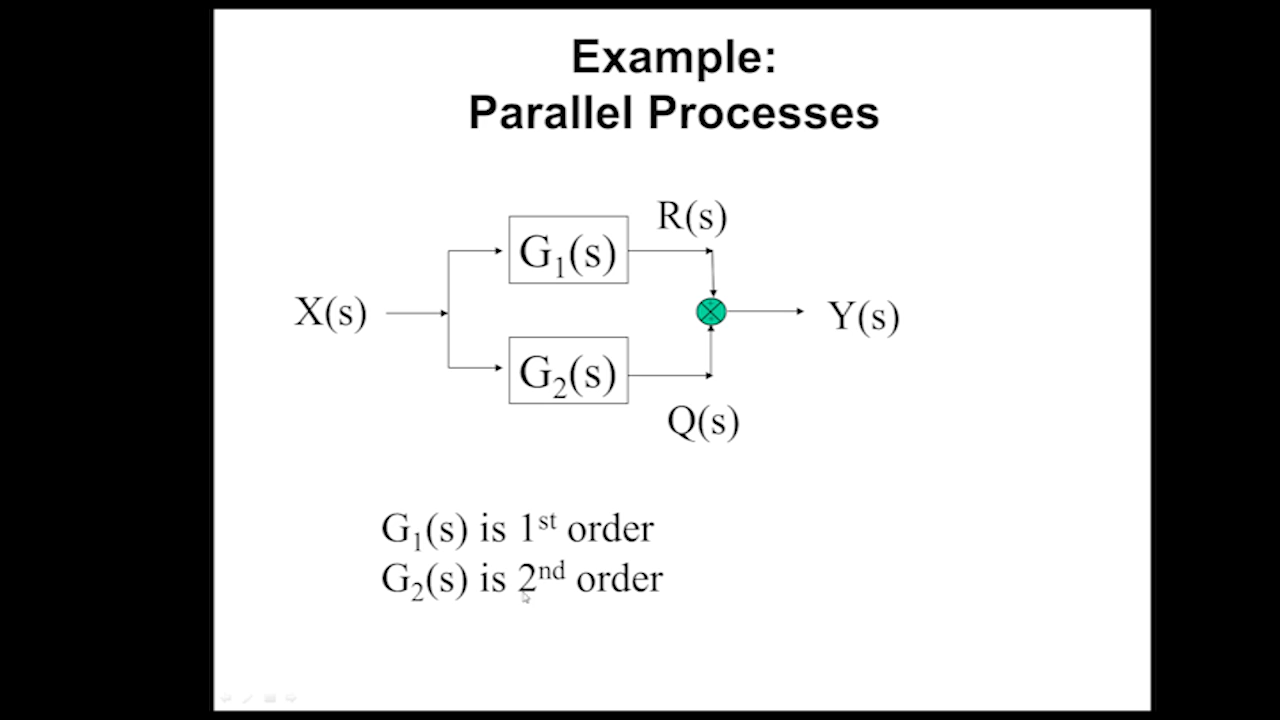 Example:
Parallel Processes
R(s)
G₁(s)
X(s)
Y(s)
G₂(s)
Q(s)
G₁(s) is 1ˢᵗ order
G₂(s) is 2ⁿᵈ order